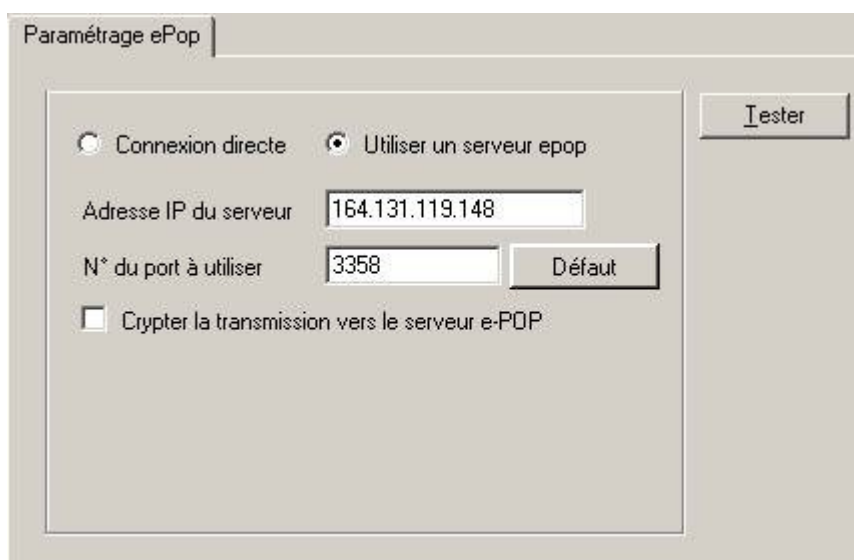 Paramétrage ePop
Connexion directe
Utiliser un serveur epop
Tester
Adresse IP du serveur
164.131.119.148
N° du port à utiliser
3358
Défaut
Crypter la transmission vers le serveur e-POP